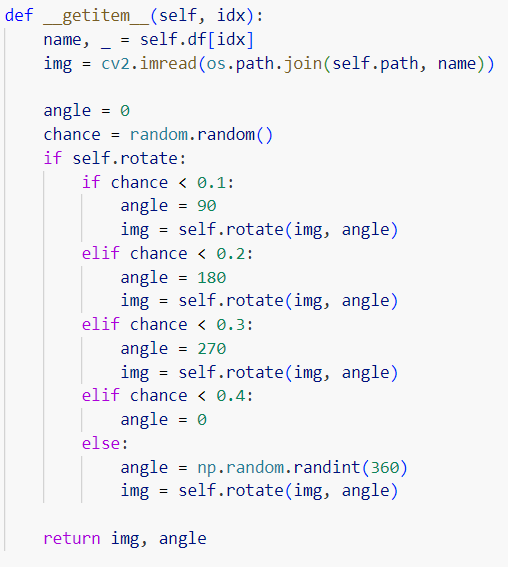 def __getitem__(self, idx):
    name, _ = self.df[idx]
    img = cv2.imread(os.path.join(self.path, name))

    angle = 0
    chance = random.random()
    if self.rotate:
        if chance < 0.1:
            angle = 90
            img = self.rotate(img, angle)
        elif chance < 0.2:
            angle = 180
            img = self.rotate(img, angle)
        elif chance < 0.3:
            angle = 270
            img = self.rotate(img, angle)
        elif chance < 0.4:
            angle = 0
        else:
            angle = np.random.randint(360)
            img = self.rotate(img, angle)

    return img, angle